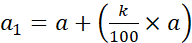 a₁ = a + (k/100 × a)